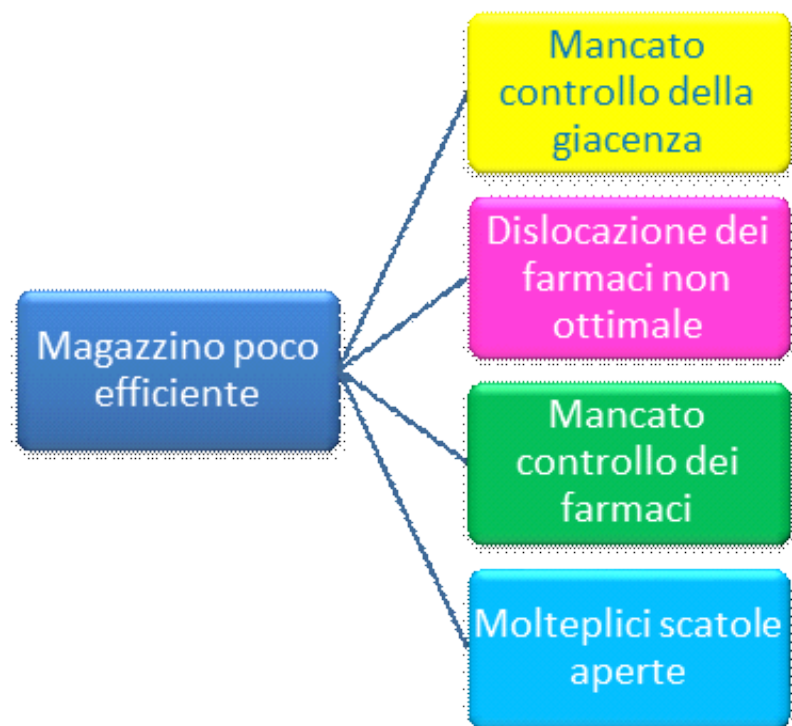 Mancato
controllo della
giacenza
Dislocazione dei
farmaci non
ottimale
Magazzino poco
efficiente
Mancato
controllo dei
farmaci
Molteplici scatole
aperte